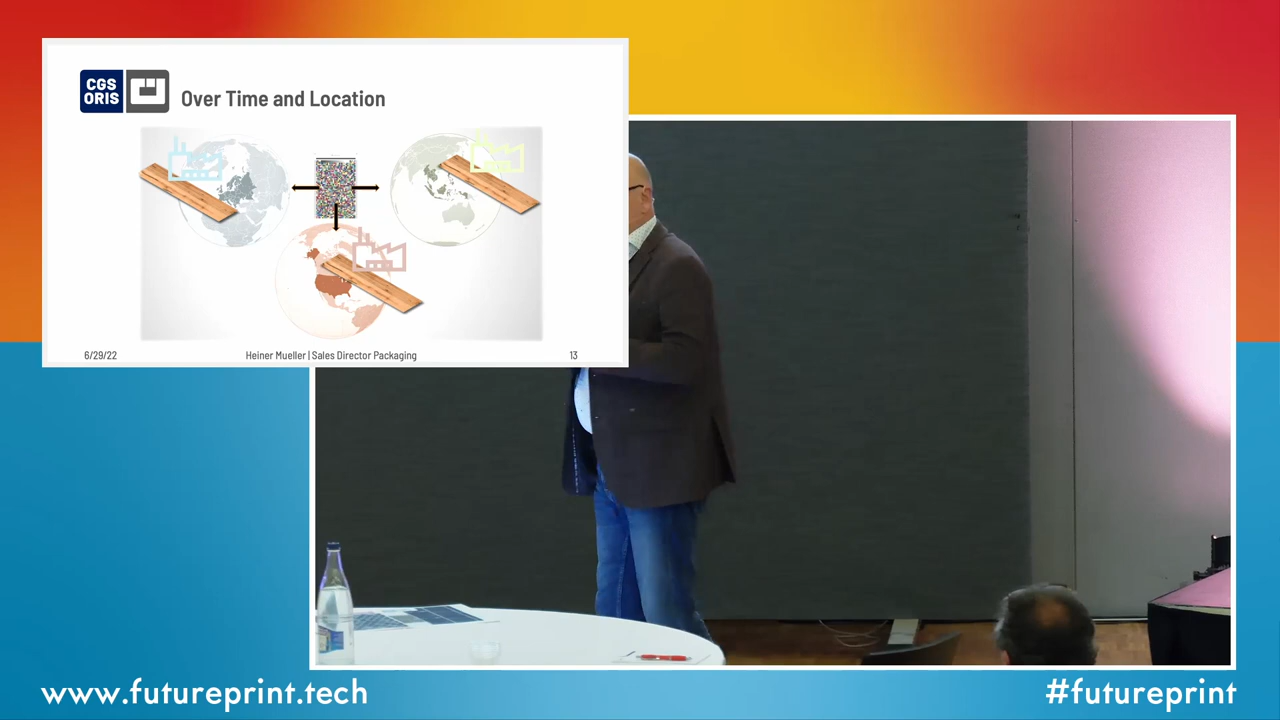 CGS
ORIS
Over Time and Location
6/29/22
Heiner Mueller | Sales Director Packaging
13
www.futureprint.tech
#futureprint